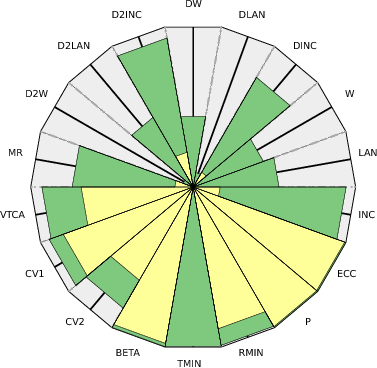 DW
D2INC
DLAN
D2LAN
DINC
D2W
W
MR
LAN
VTCA
INC
CV1
ECC
CV2
P
BETA
RMIN
TMIN